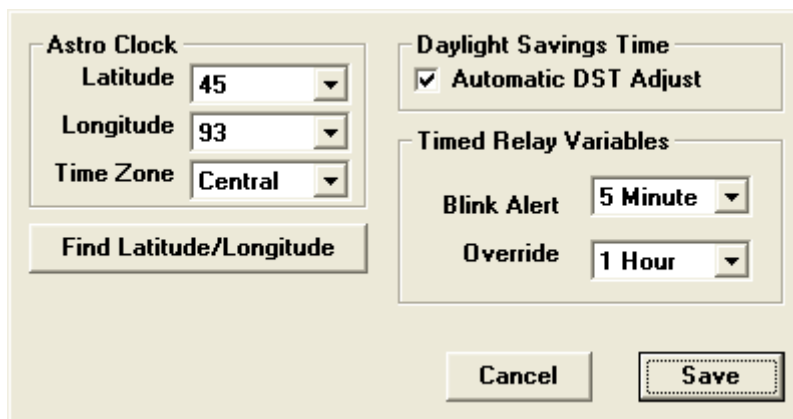 Astro Clock
Latitude 45
Longitude 93
Time Zone Central
Find Latitude/Longitude
Daylight Savings Time
Automatic DST Adjust
Timed Relay Variables
Blink Alert 5 Minute
Override 1 Hour
Cancel Save